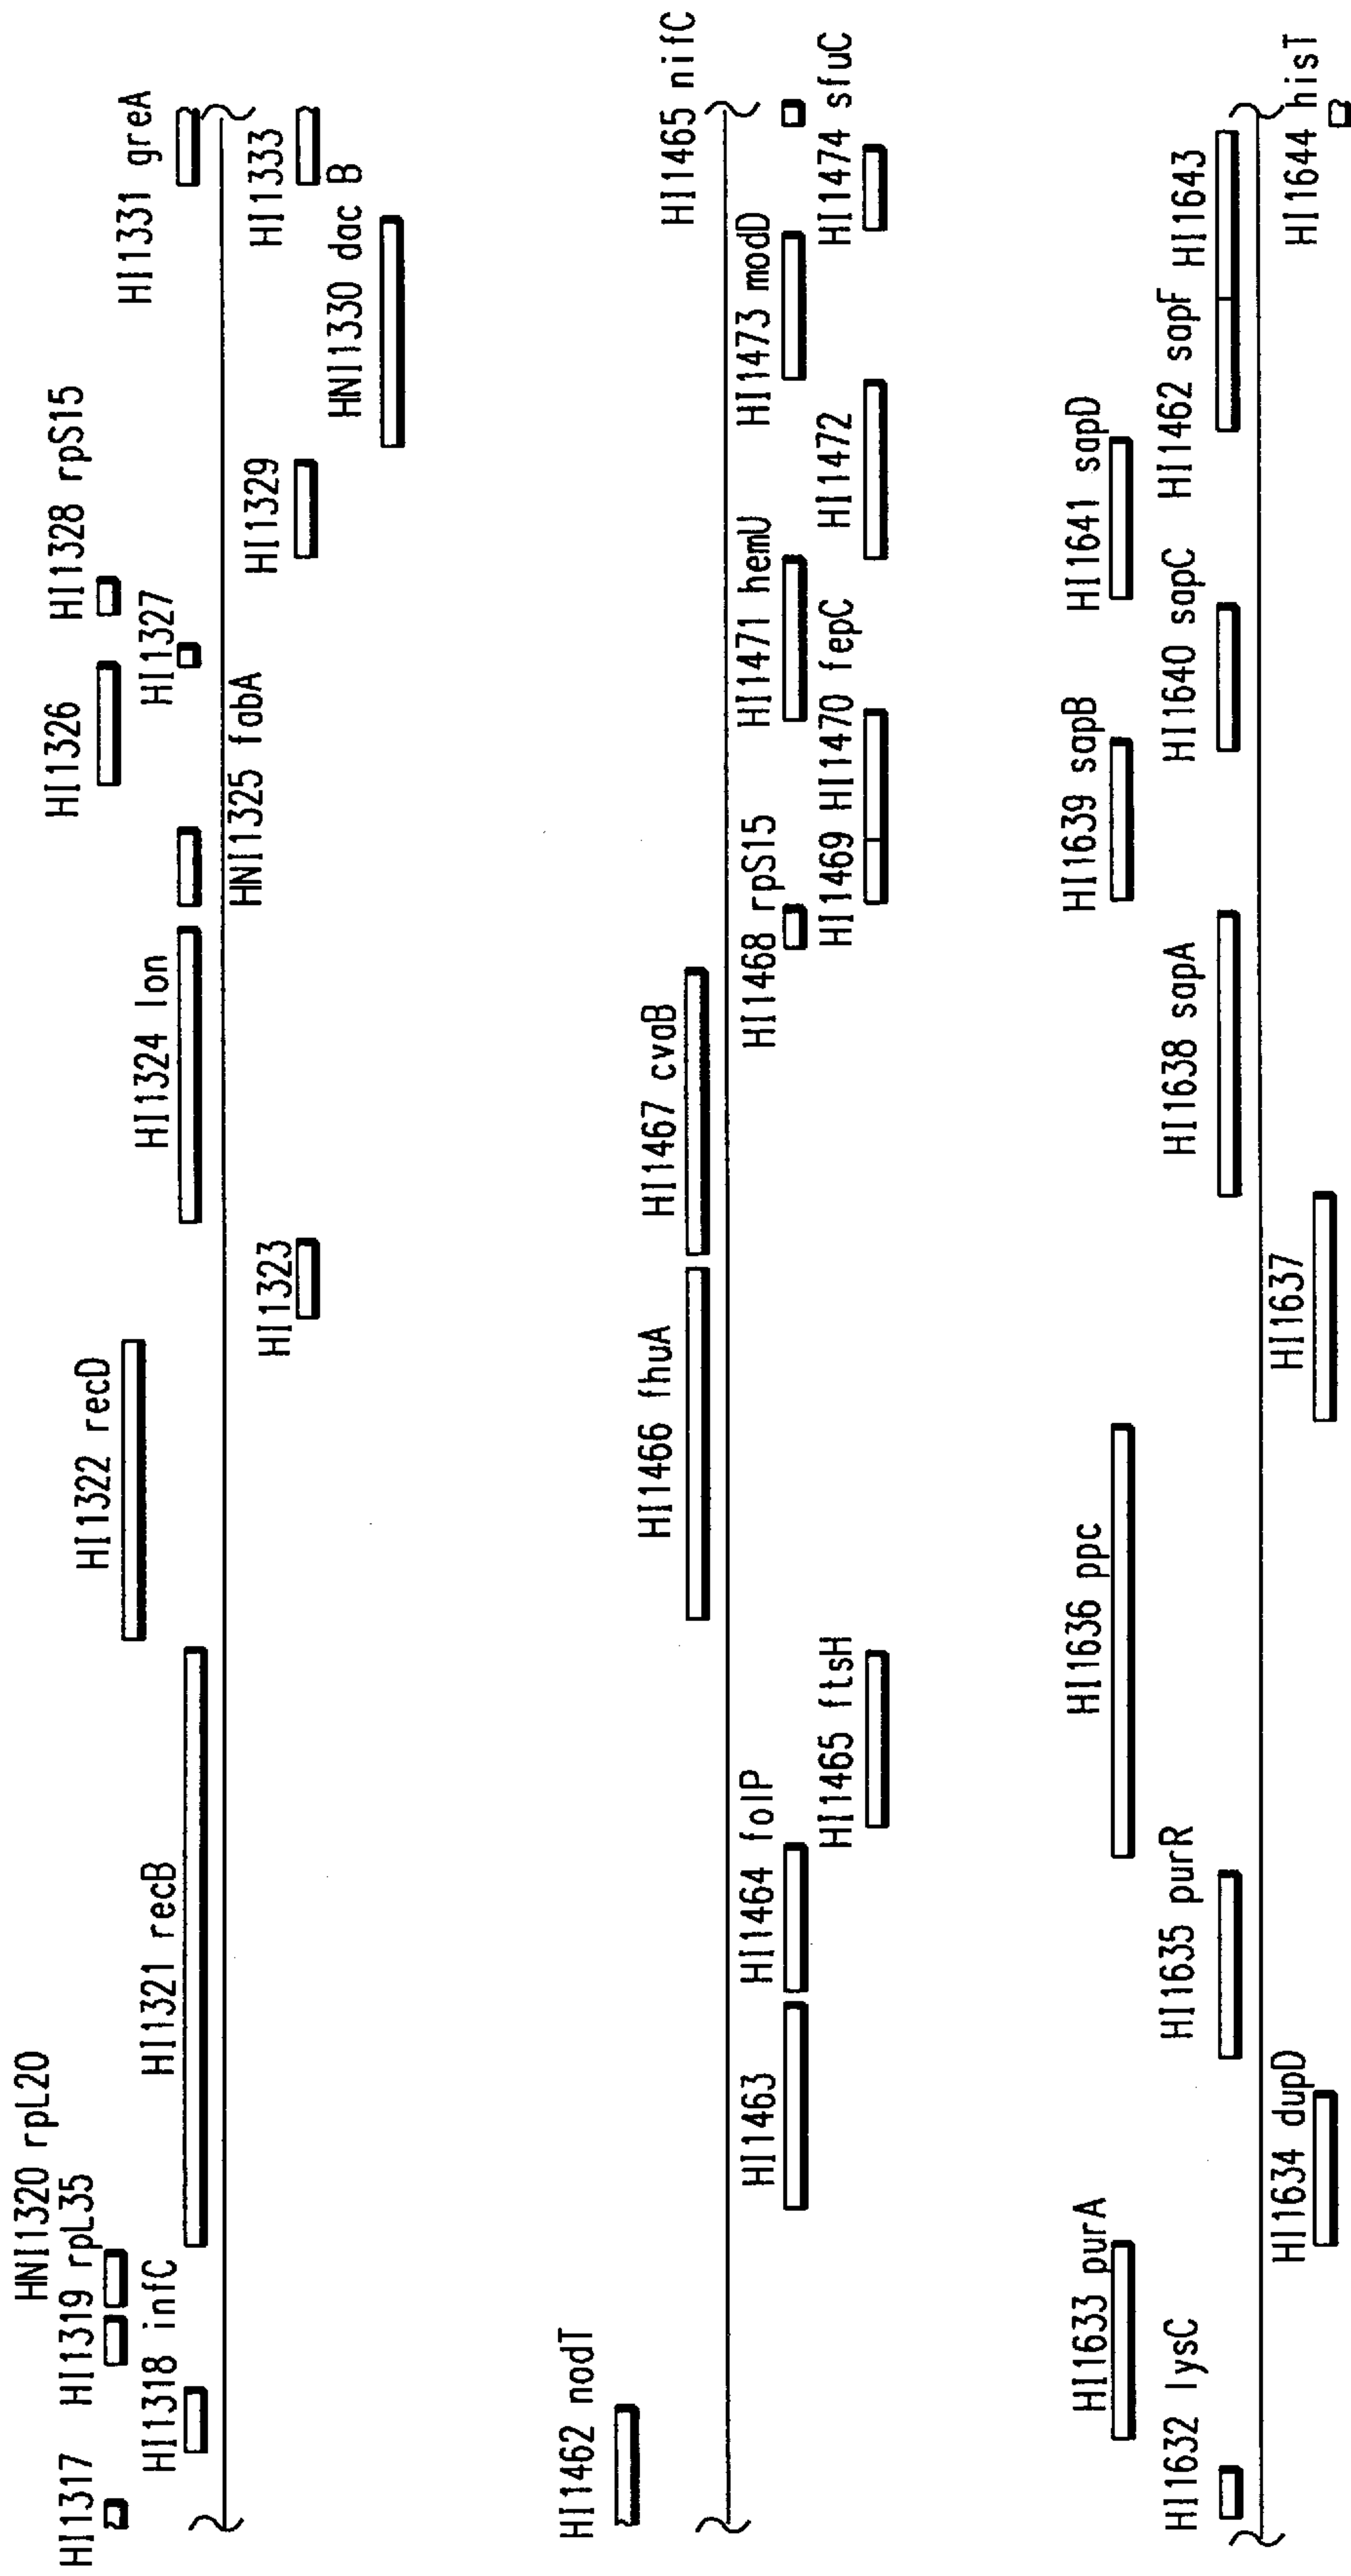 HI1317
HI1318 infC
HI1319 rpL35
HNI1320 rpL20
HI1321 recB
HI1322 recD
HI1323
HI1324 lon
HNI1325 fabA
HI1326
HI1327
HI1328 rpS15
HI1329
HNI1330 dac B
HI1331 greA
HI1333
HI1462 nodT
HI1463
HI1464 folP
HI1465 ftsH
HI1466 fhuA
HI1467 cvaB
HI1468 rpS15
HI1469
HI1470 fepC
HI1471 hemU
HI1472
HI1473 modD
HI1474 sfuC
HI1465 nifC
HI1632 lysC
HI1633 purA
HI1634 dupD
HI1635 purR
HI1636 ppc
HI1637
HI1638 sapA
HI1639 sapB
HI1640 sapC
HI1641 sapD
HI1462 sapF
HI1643
HI1644 hisT